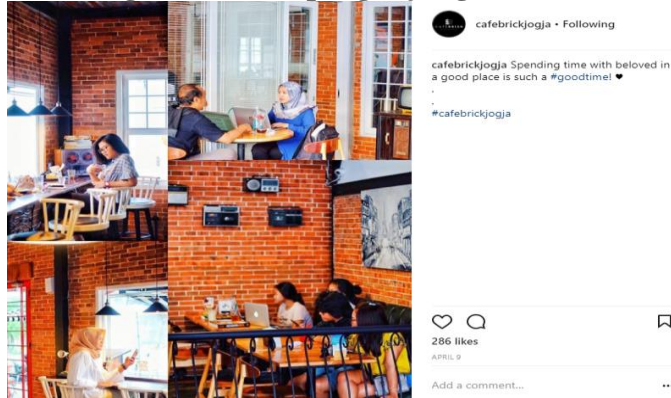 cafebrickjogja • Following
cafebrickjogja Spending time with beloved in
a good place is such a #goodtime! ♥
.
.
#cafebrickjogja
286 likes
APRIL 9
Add a comment...